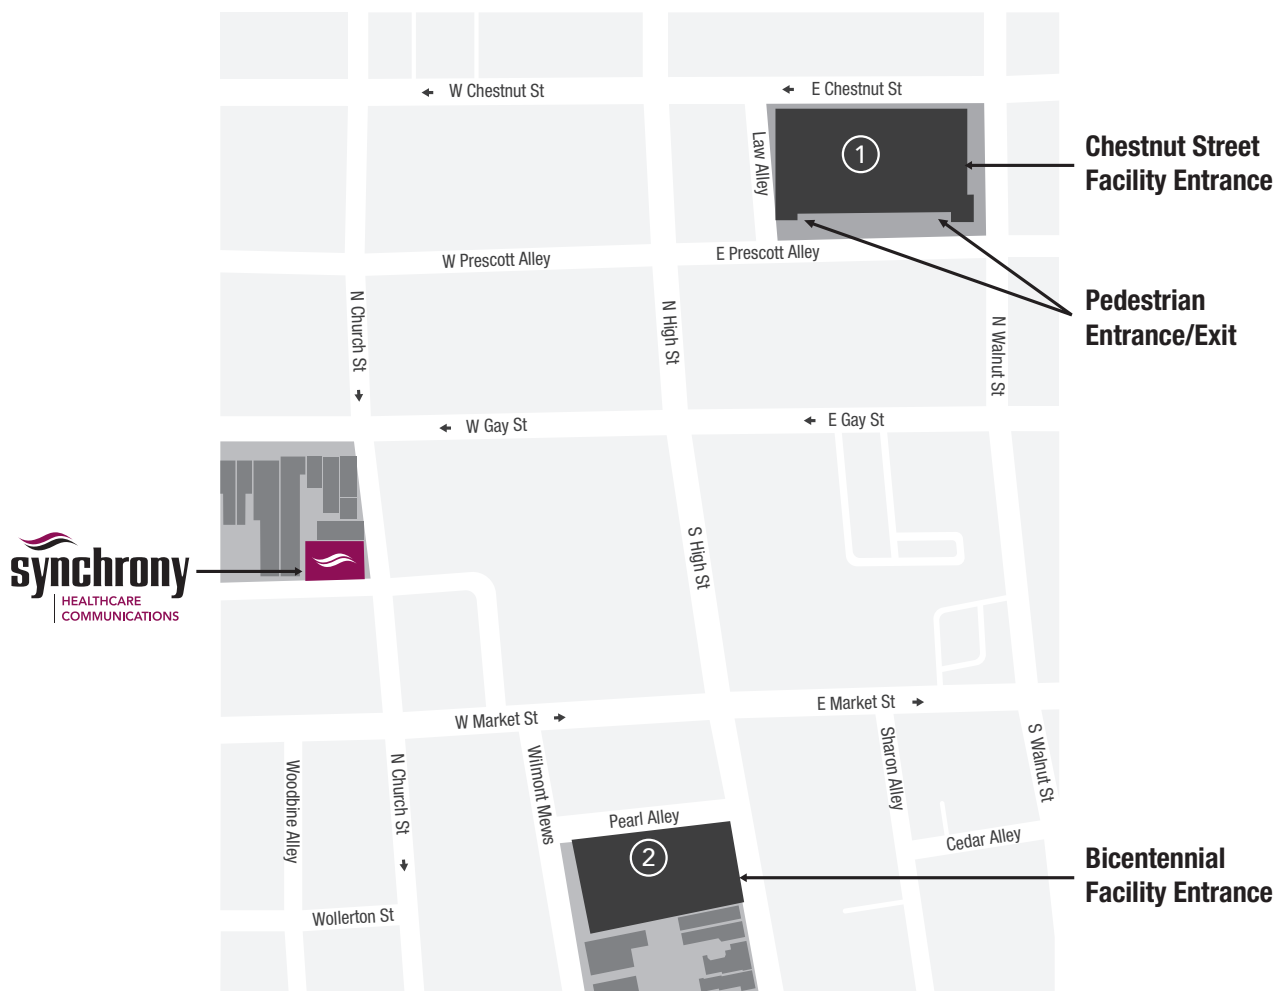 W Chestnut St
E Chestnut St
Law Alley
1
Chestnut Street
Facility Entrance
W Prescott Alley
E Prescott Alley
Pedestrian
Entrance/Exit
N Church St
N High St
N Walnut St
W Gay St
E Gay St
synchrony
HEALTHCARE
COMMUNICATIONS
S High St
W Market St
E Market St
Woodbine Alley
N Church St
Wilmont Mews
Sharon Alley
S Walnut St
Pearl Alley
2
Cedar Alley
Bicentennial
Facility Entrance
Wollerton St